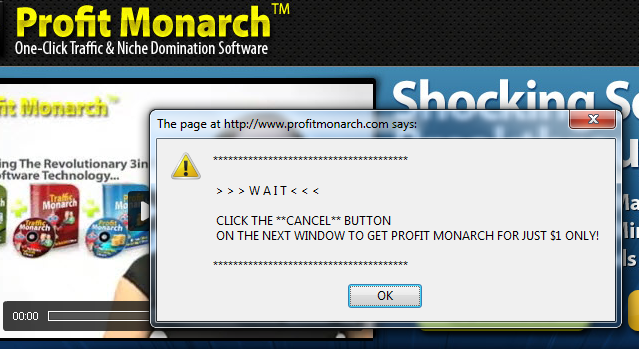 Profit Monarch™
One-Click Traffic & Niche Domination Software
fit Monarch™
Shocking Se
ng The Revolutionary 3in
oftware Technology...
Traffic Monarch
The page at http://www.profitmonarch.com says:
***************************************
> > > W A I T < < <
CLICK THE **CANCEL** BUTTON
ON THE NEXT WINDOW TO GET PROFIT MONARCH FOR JUST $1 ONLY!
***************************************
OK
00:00